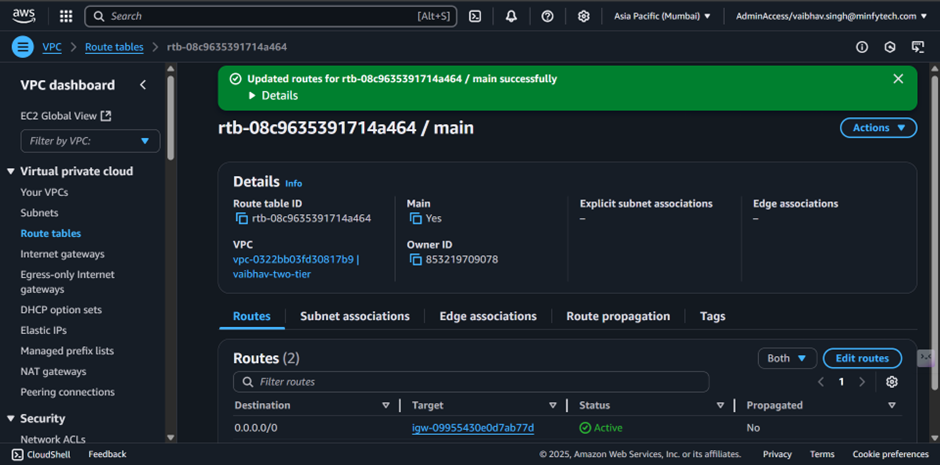 aws Search [Alt+S] Asia Pacific (Mumbai) AdminAccess/vaibhav.singh@minfytech.com
VPC Route tables rtb-08c9635391714a464
VPC dashboard
EC2 Global View
Filter by VPC:
Virtual private cloud
Your VPCs
Subnets
Route tables
Internet gateways
Egress-only Internet
gateways
DHCP option sets
Elastic IPs
Managed prefix lists
NAT gateways
Peering connections
Security
Network ACLs
Updated routes for rtb-08c9635391714a464 / main successfully
Details
rtb-08c9635391714a464 / main
Actions
Details Info
Route table ID
rtb-08c9635391714a464
Main
Yes
Explicit subnet associations
–
Edge associations
–
VPC
vpc-0322bb03fd30817b9 |
vaibhav-two-tier
Owner ID
853219709078
Routes Subnet associations Edge associations Route propagation Tags
Routes (2)
Both
Edit routes
Filter routes
1
Destination Target Status Propagated
0.0.0.0/0 igw-09955430e0d7ab77d Active No
CloudShell Feedback © 2025, Amazon Web Services, Inc. or its affiliates. Privacy Terms Cookie preferences